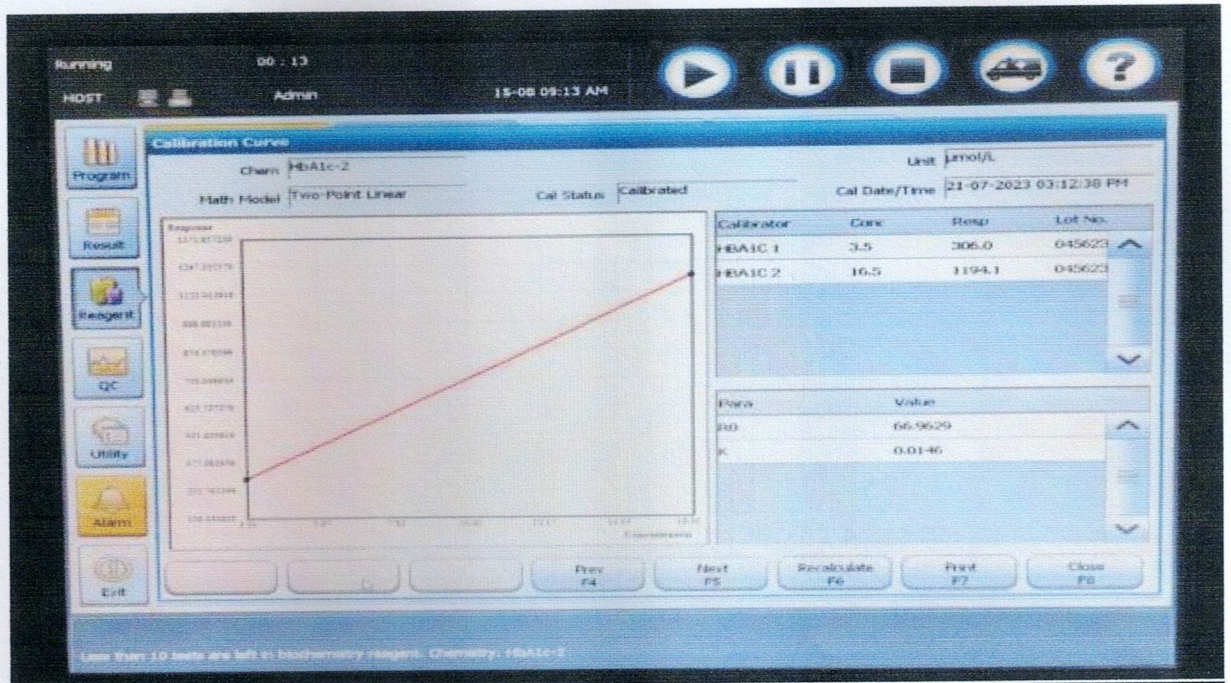 Running 00 : 13
HOST Admin 15-08 09:13 AM
?
Calibration Curve
Chem HbA1c-2 Unit µmol/L
Math Model Two-Point Linear Cal Status Calibrated Cal Date/Time 21-07-2023 03:12:38 PM
Response
Calibrator Conc Resp Lot No.
HBA1C 1 3.5 306.0 045623
HBA1C 2 16.5 1194.1 045623
Para Value
R0 66.9629
K 0.0146
Concentration
Program
Result
Reagent
QC
Utility
Alarm
Exit
Prev F4
Next F5
Recalculate F6
Print F7
Close F8
Less than 10 tests are left in biochemistry reagent. Chemistry: HbA1c-2